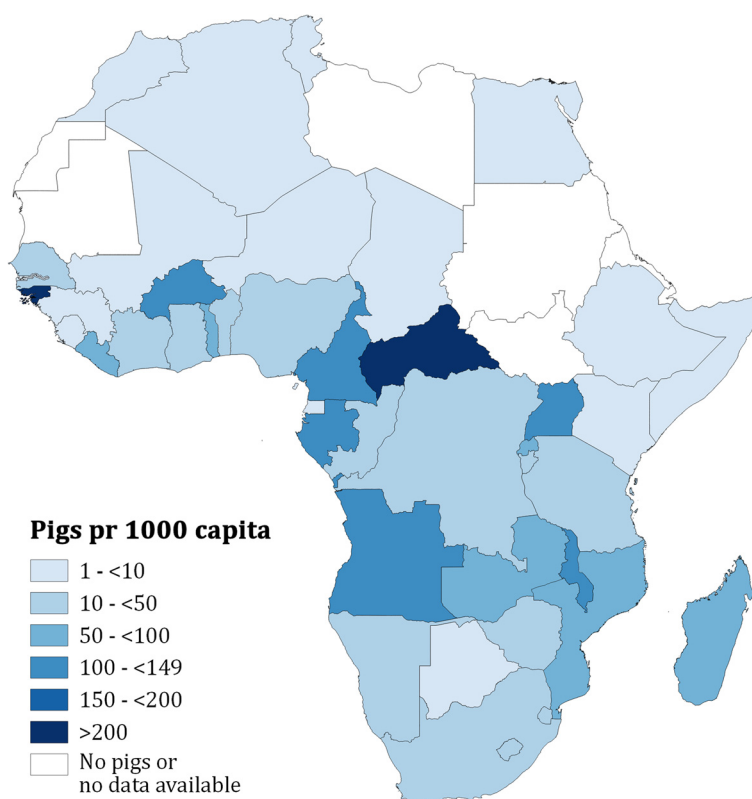 Pigs pr 1000 capita
1 - <10
10 - <50
50 - <100
100 - <149
150 - <200
>200
No pigs or
no data available